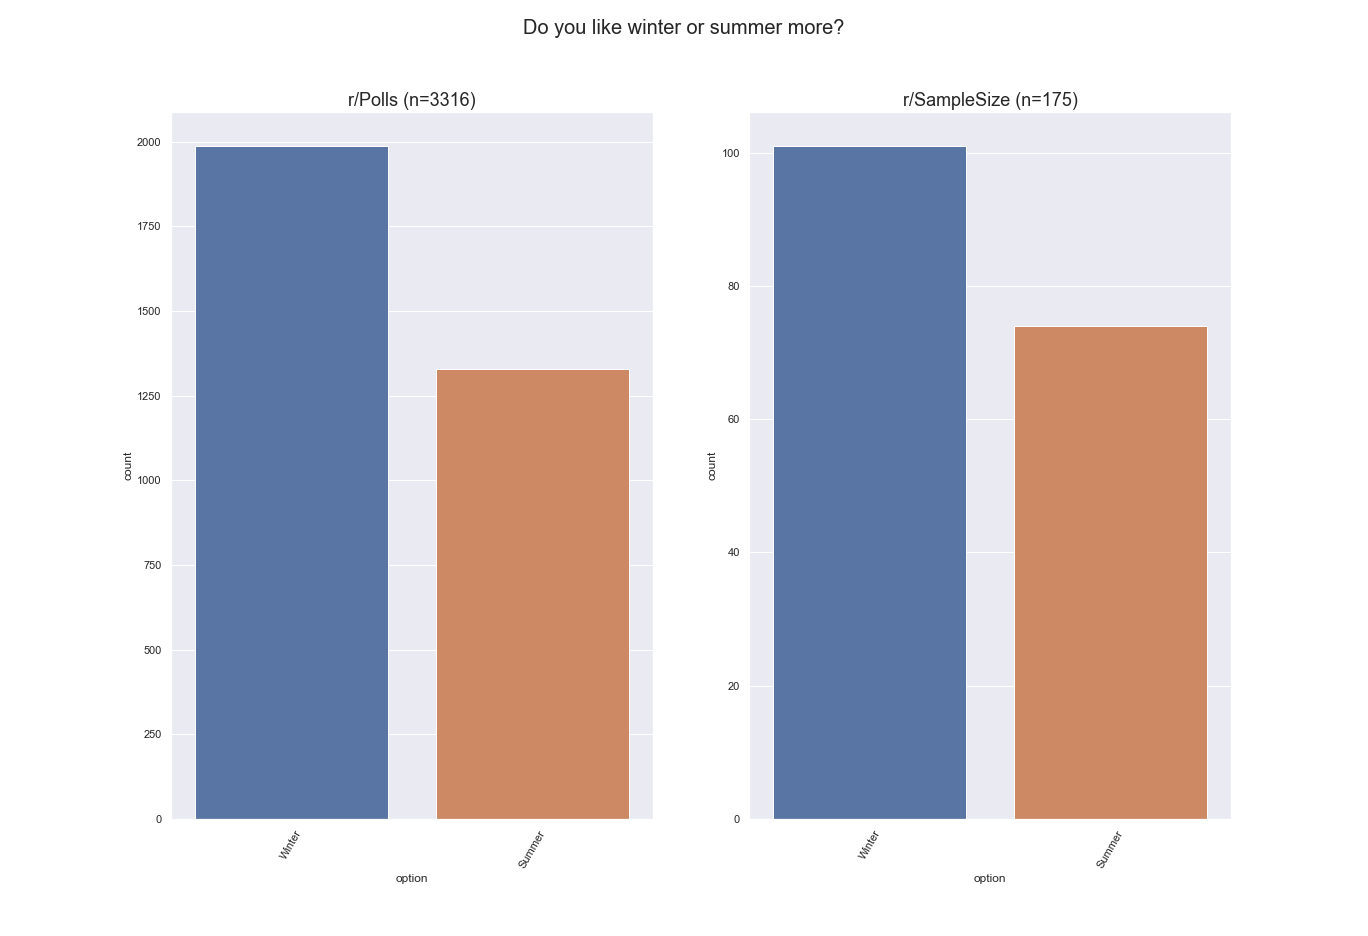 Do you like winter or summer more?
r/Polls (n=3316)
2000
1750
1500
1250
1000
750
500
250
0
count
Winter
Summer
option
r/SampleSize (n=175)
100
80
60
40
20
0
count
Winter
Summer
option